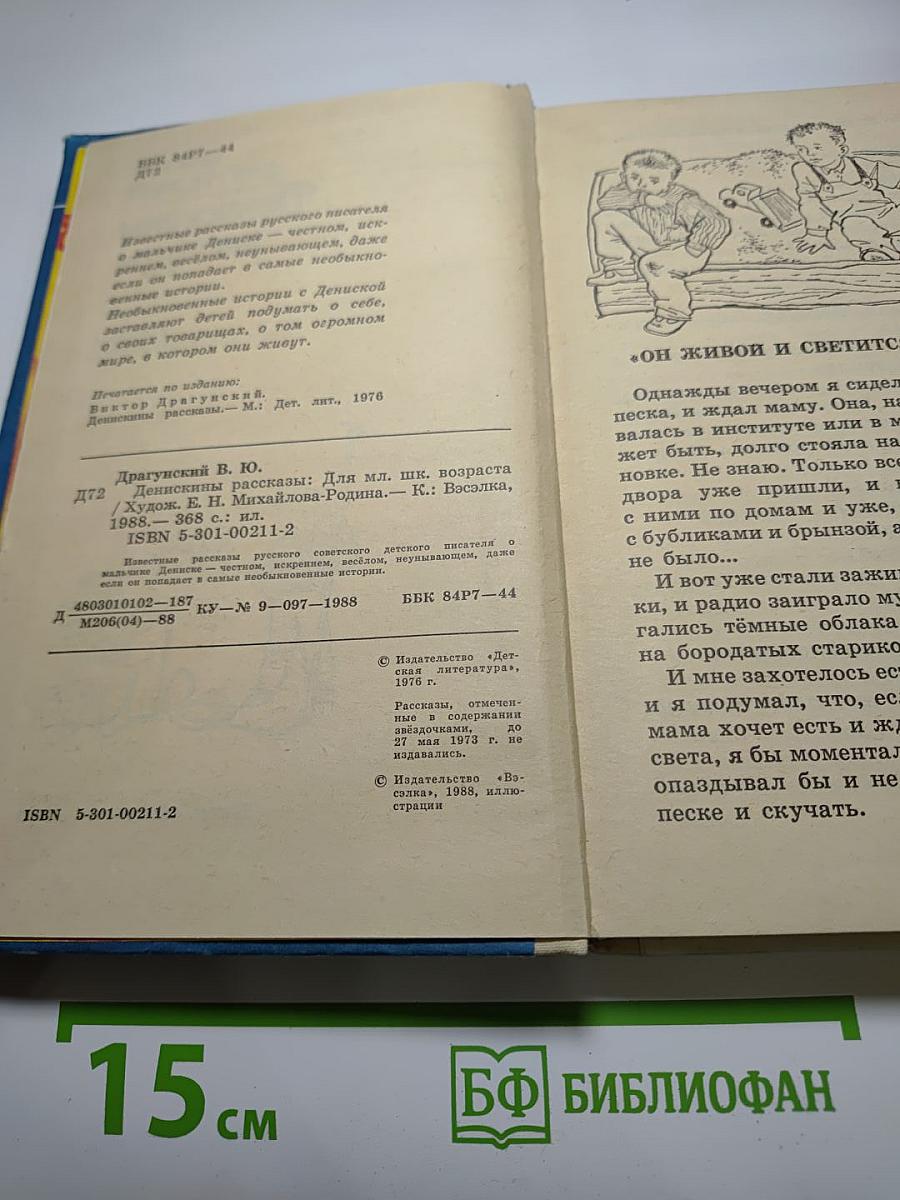 ББК 84Р7—44
Д72
Известные рассказы русского писателя
о мальчике Дениске — честном, иск-
реннем, весёлом, неунывающем, даже
если он попадает в самые необыкно-
венные истории.
Необыкновенные истории с Дениской
заставляют детей подумать о себе,
о своих товарищах, о том огромном
мире, в котором они живут.
Печатается по изданию:
Виктор Драгунский.
Денискины рассказы.— М.: Дет. лит., 1976
Драгунский В. Ю.
Д72 Денискины рассказы: Для мл. шк. возраста
/ Худож. Е. Н. Михайлова-Родина.— К.: Вэсэлка,
1988.— 368 с.: ил.
ISBN 5-301-00211-2
Известные рассказы русского советского детского писателя о
мальчике Дениске — честном, искреннем, весёлом, неунывающем, даже
если он попадает в самые необыкновенные истории.
Д 4803010102—187
М206(04)—88 КУ—№ 9—097—1988 ББК 84Р7—44
© Издательство «Дет-
ская литература»,
1976 г.
Рассказы, отмечен-
ные в содержании
звёздочками, до
27 мая 1973 г. не
издавались.
© Издательство «Вэ-
сэлка», 1988, иллю-
страции
ISBN 5-301-00211-2
«ОН ЖИВОЙ И СВЕТИТС
Однажды вечером я сидел
песка, и ждал маму. Она, на
валась в институте или в м
жет быть, долго стояла на
новке. Не знаю. Только все
двора уже пришли, и
с ними по домам и уже,
с бубликами и брынзой, а
не было...
И вот уже стали зажи
ки, и радио заиграло му
гались тёмные облака
на бородатых старико
И мне захотелось ес
и я подумал, что, ес
мама хочет есть и ж
света, я бы моментал
опаздывал бы и не
песке и скучать.
15 см
БФ БИБЛИОФАН